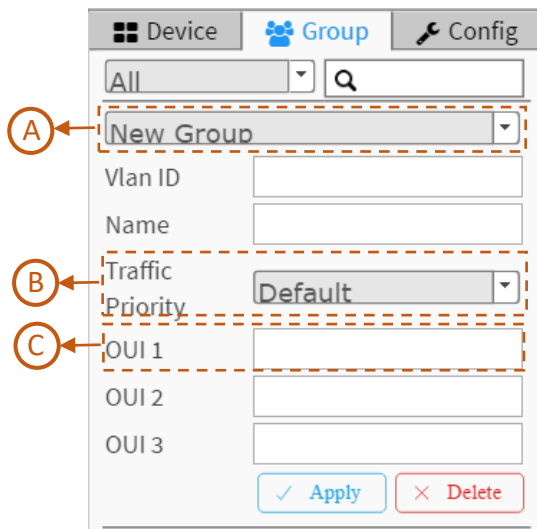 Device Group Config
All
A New Group
Vlan ID
Name
B Traffic
Priority Default
C OUI 1
OUI 2
OUI 3
Apply Delete